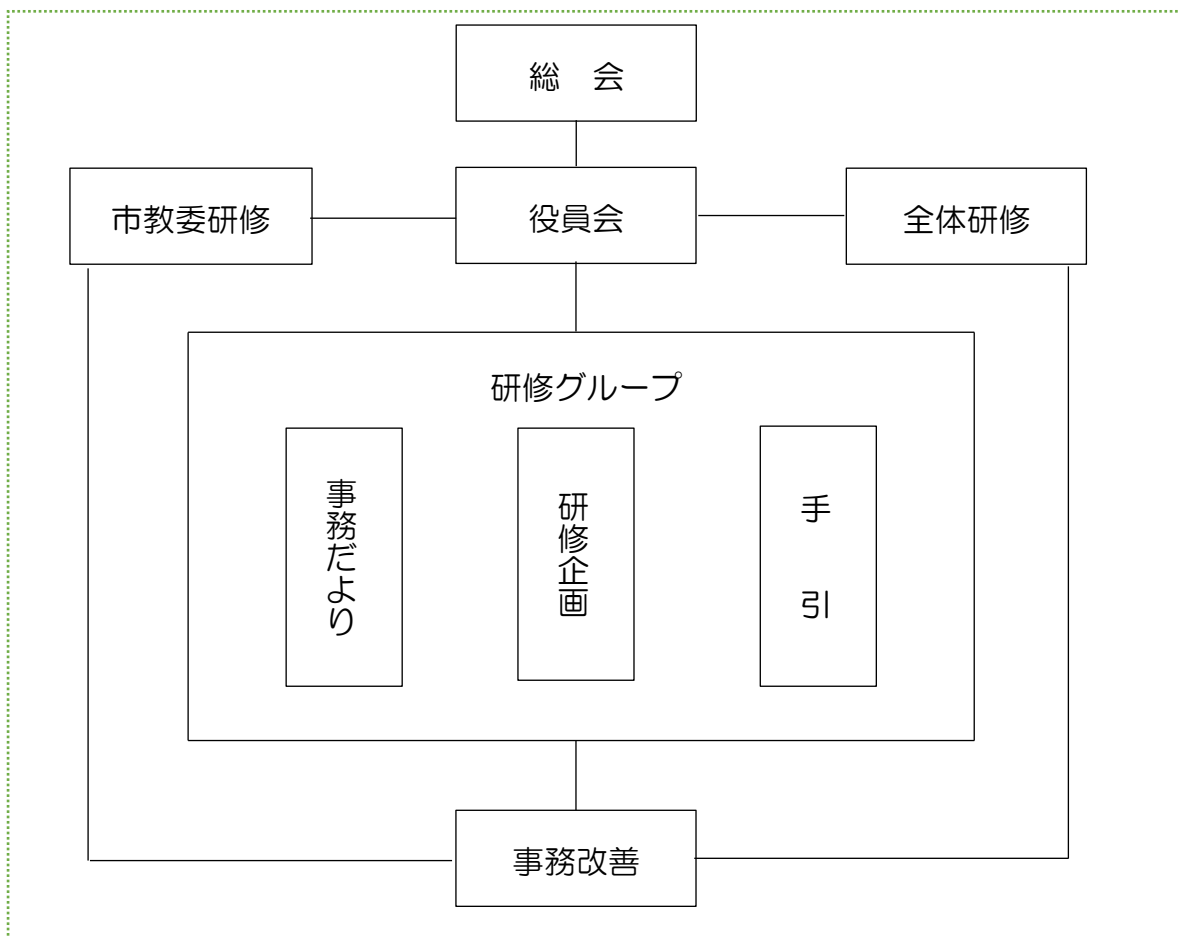 総　会
市教委研修
役員会
全体研修
研修グループ
事務だより
研修企画
手　引
事務改善